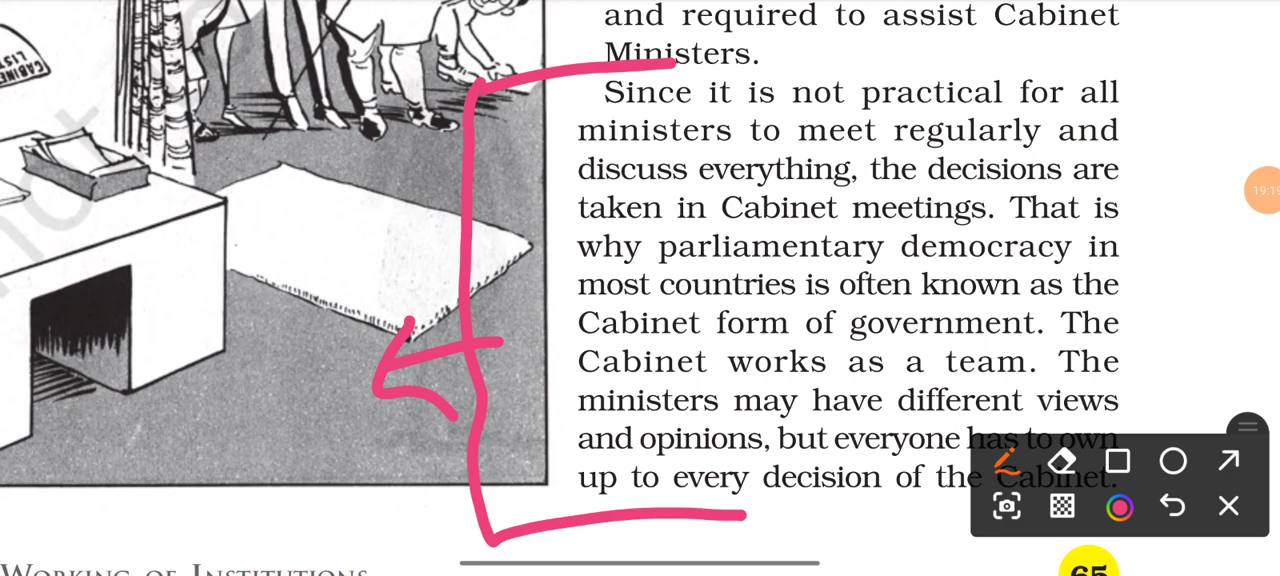 CABINE
LIST
and required to assist Cabinet
Ministers.
Since it is not practical for all
ministers to meet regularly and
discuss everything, the decisions are
taken in Cabinet meetings. That is
why parliamentary democracy in
most countries is often known as the
Cabinet form of government. The
Cabinet works as a team. The
ministers may have different views
and opinions, but everyone has to own
up to every decision of the Cabinet.
19:19
WORKING OF INSTITUTIONS
65